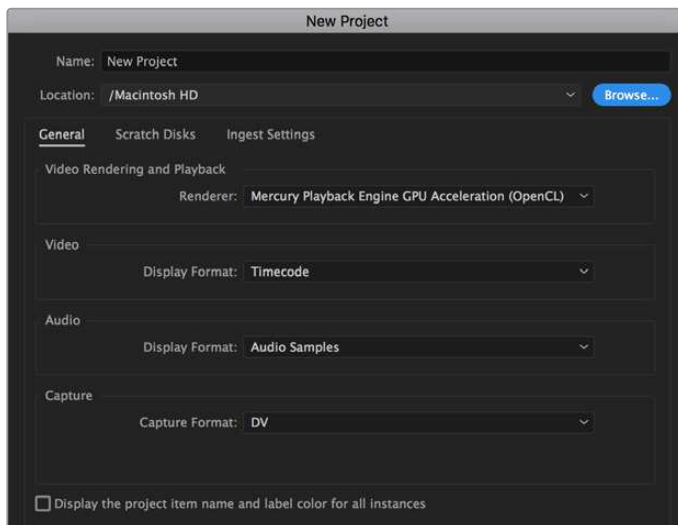 New Project
Name: New Project
Location: /Macintosh HD Browse...
General Scratch Disks Ingest Settings
Video Rendering and Playback
Renderer: Mercury Playback Engine GPU Acceleration (OpenCL)
Video
Display Format: Timecode
Audio
Display Format: Audio Samples
Capture
Capture Format: DV
Display the project item name and label color for all instances